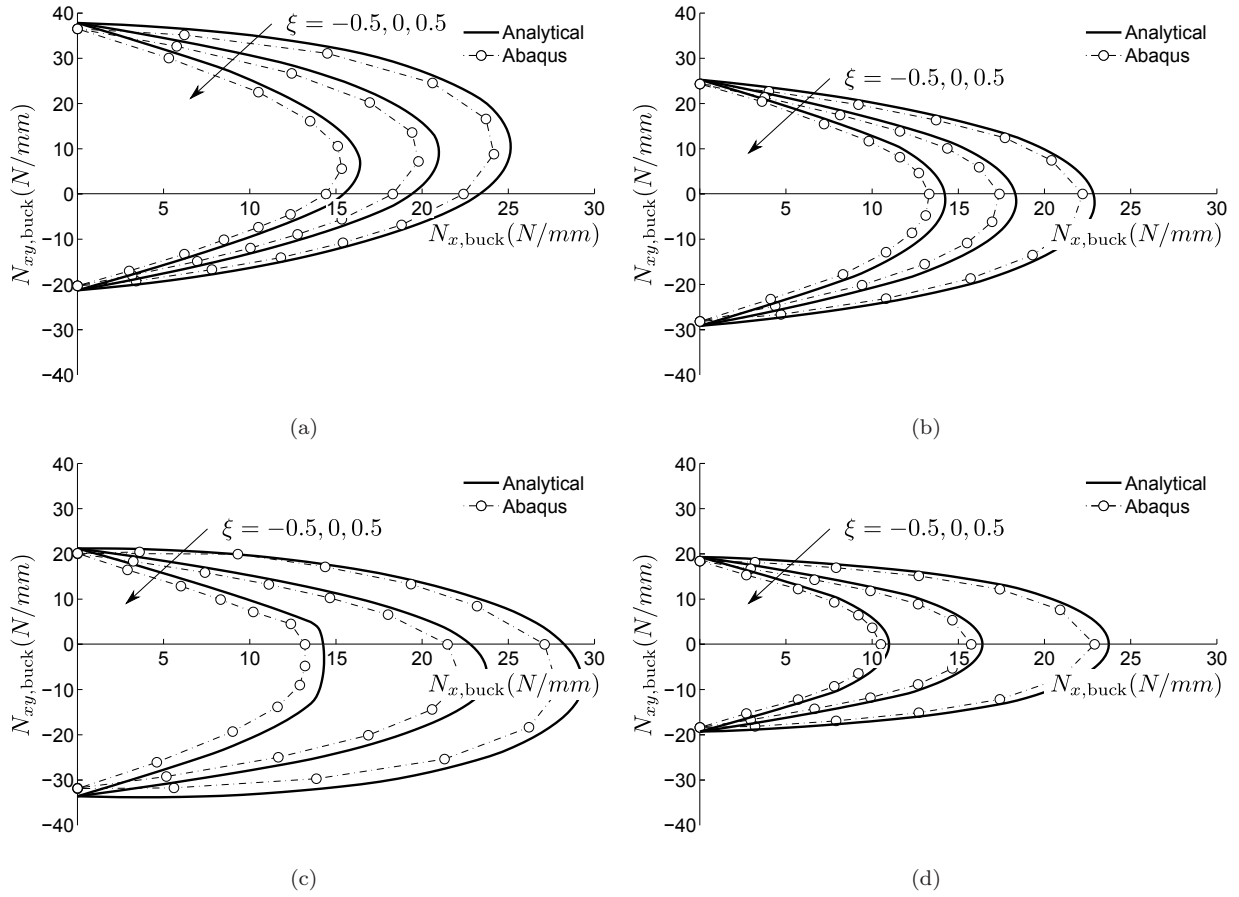 40
30
20
10
0
−10
−20
−30
−40
5
10
15
20
25
30
N_{xy,buck}(N/mm)
N_{x,buck}(N/mm)
ξ = −0.5, 0, 0.5
Analytical
Abaqus
(a)
40
30
20
10
0
−10
−20
−30
−40
5
10
15
20
25
30
N_{xy,buck}(N/mm)
N_{x,buck}(N/mm)
ξ = −0.5, 0, 0.5
Analytical
Abaqus
(b)
40
30
20
10
0
−10
−20
−30
−40
5
10
15
20
25
30
N_{xy,buck}(N/mm)
N_{x,buck}(N/mm)
ξ = −0.5, 0, 0.5
Analytical
Abaqus
(c)
40
30
20
10
0
−10
−20
−30
−40
5
10
15
20
25
30
N_{xy,buck}(N/mm)
N_{x,buck}(N/mm)
ξ = −0.5, 0, 0.5
Analytical
Abaqus
(d)